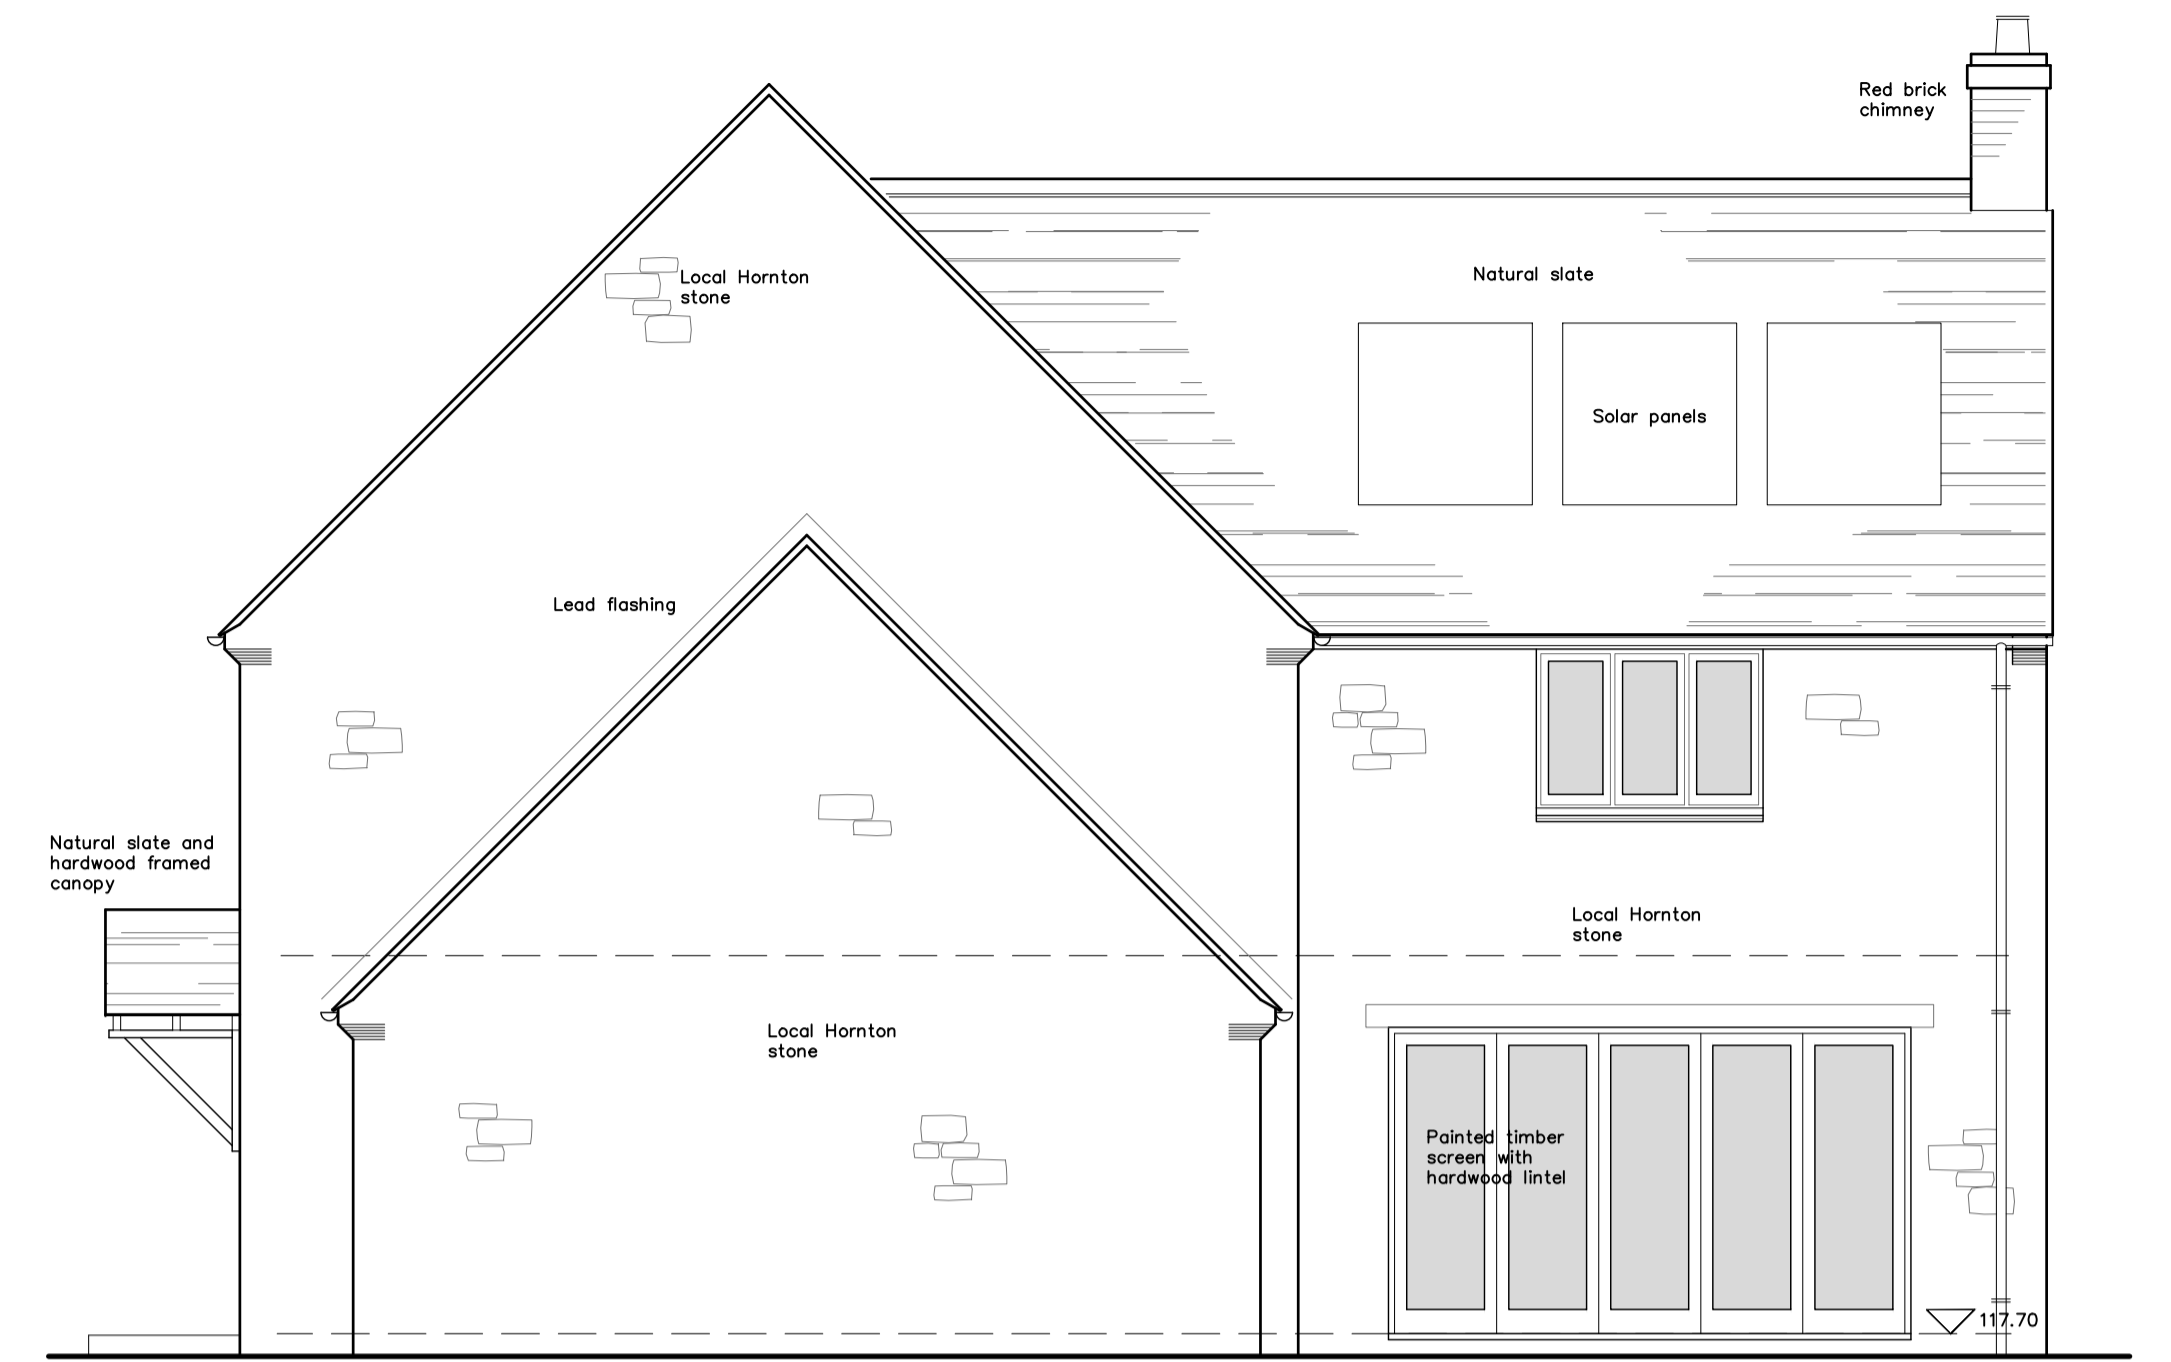 Red brick
chimney
Local Hornton
stone
Natural slate
Solar panels
Lead flashing
Natural slate and
hardwood framed
canopy
Local Hornton
stone
Local Hornton
stone
Painted timber
screen with
hardwood lintel
117.70